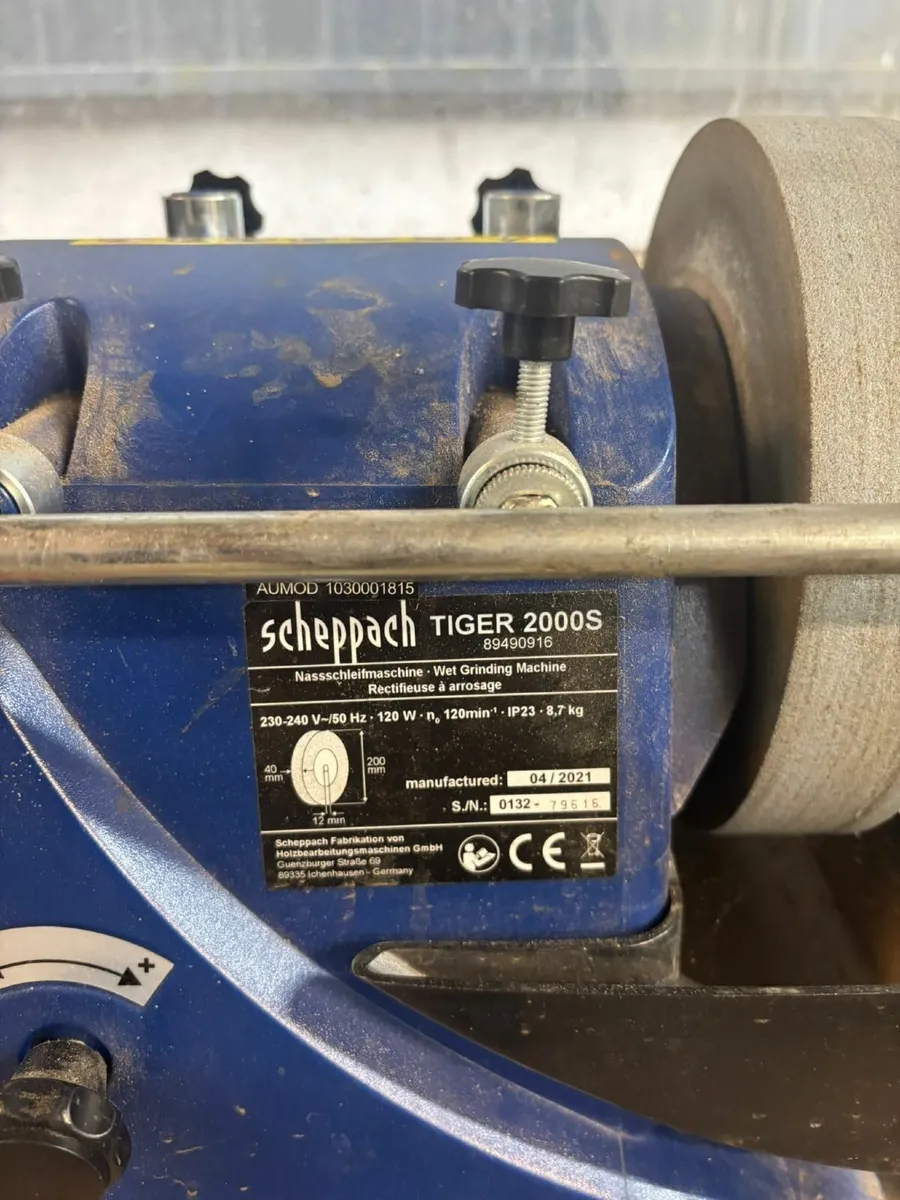 AUMOD 1030001815
scheppach TIGER 2000S
89490916
Nassschleifmaschine · Wet Grinding Machine
Rectifieuse à arrosage
230-240 V~/50 Hz · 120 W · n₀ 120min⁻¹ · IP23 · 8,7 kg
40 mm
200 mm
12 mm
manufactured: 04 / 2021
S./N.: 0132- 79616
Scheppach Fabrikation von
Holzbearbeitungsmaschinen GmbH
Guenzburger Straße 69
89335 Ichenhausen - Germany
CE
+